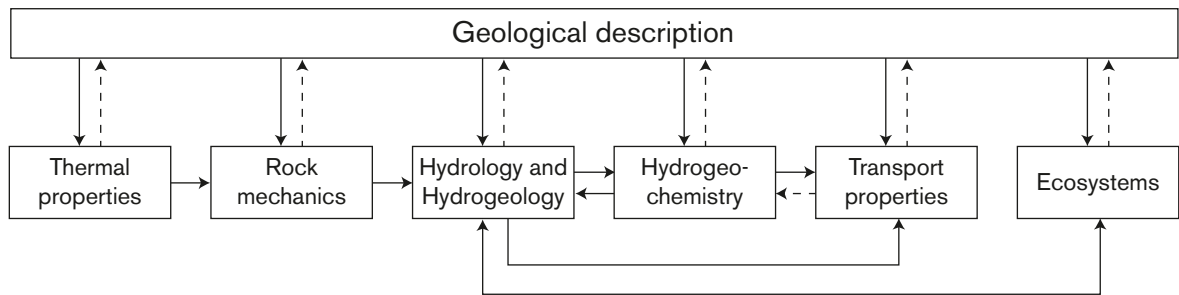 Geological description
Thermal
properties
Rock
mechanics
Hydrology and
Hydrogeology
Hydrogeo-
chemistry
Transport
properties
Ecosystems